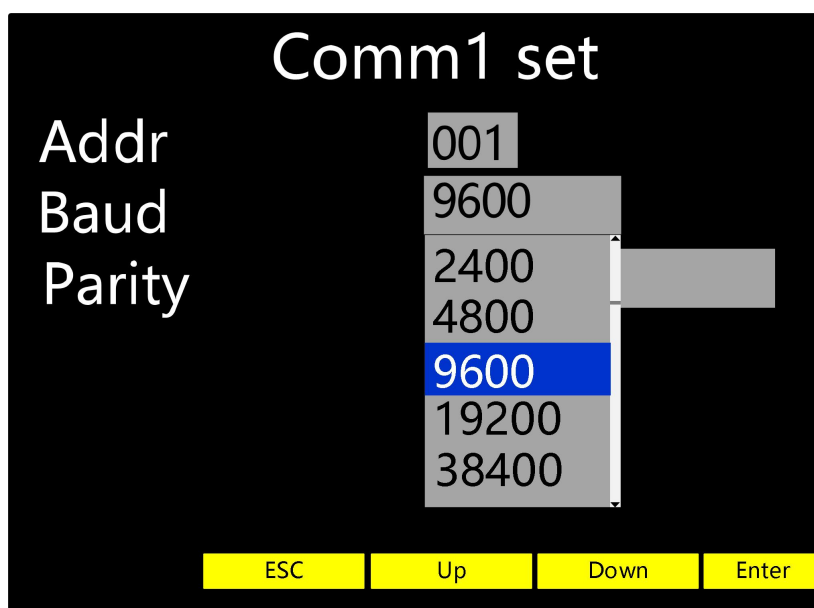 Comm1 set
Addr 001
Baud 9600
Parity
2400
4800
9600
19200
38400
ESC Up Down Enter